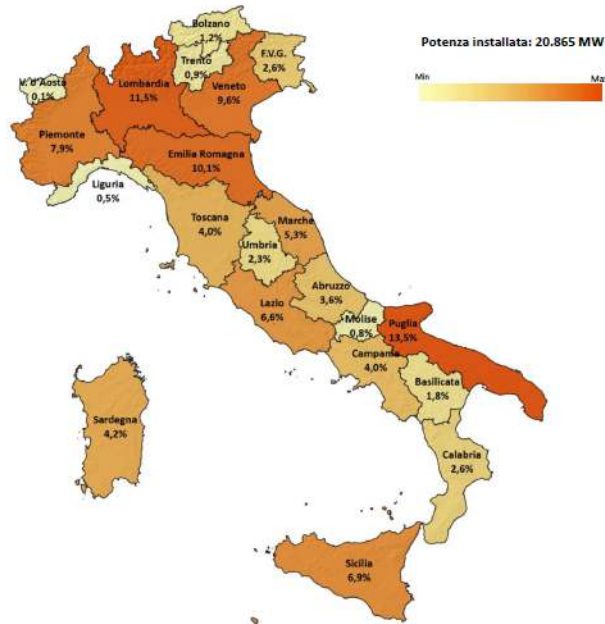 Bolzano
1,2%
Potenza installata: 20.865 MW
F.V.G.
2,6%
Trento
0,9%
Min
Ma
V. d'Aosta
0,1%
Lombardia
11,5%
Veneto
9,6%
Piemonte
7,9%
Emilia Romagna
10,1%
Liguria
0,5%
Toscana
4,0%
Marche
5,3%
Umbria
2,3%
Abruzzo
3,6%
Lazio
6,6%
Molise
0,8%
Puglia
13,5%
Campania
4,0%
Basilicata
1,8%
Sardegna
4,2%
Calabria
2,6%
Sicilia
6,9%